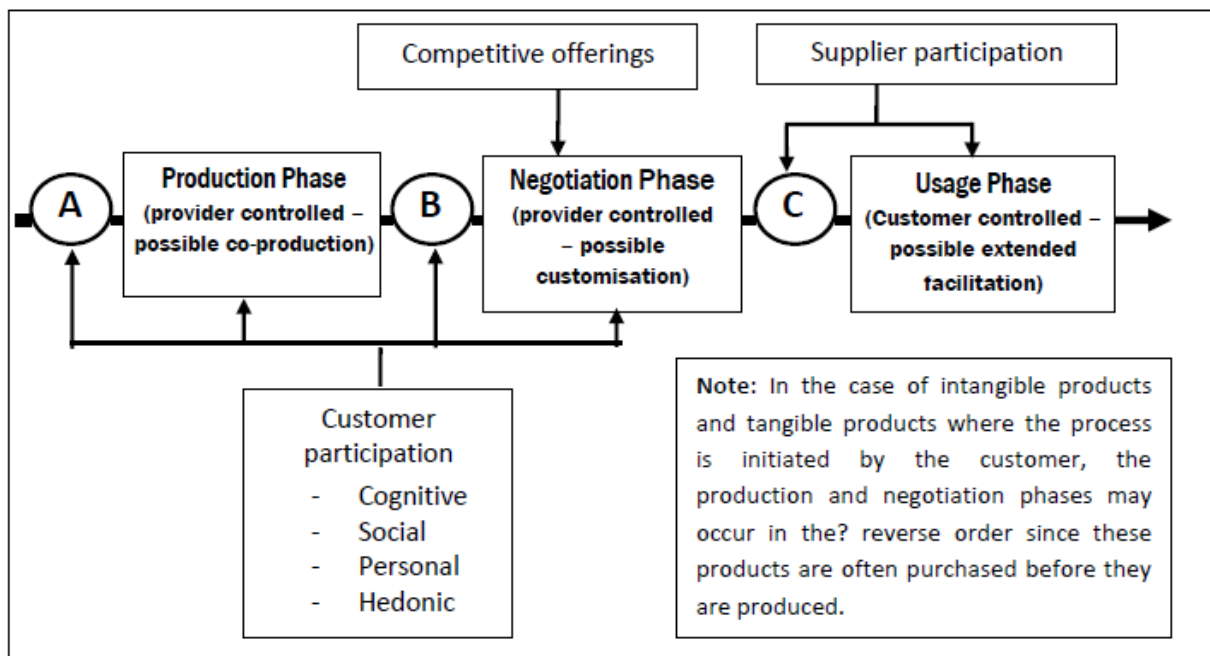 Competitive offerings
Supplier participation
A
Production Phase
(provider controlled –
possible co-production)
B
Negotiation Phase
(provider controlled
– possible
customisation)
C
Usage Phase
(Customer controlled –
possible extended
facilitation)
Customer
participation
- Cognitive
- Social
- Personal
- Hedonic
Note: In the case of intangible products
and tangible products where the process
is initiated by the customer, the
production and negotiation phases may
occur in the? reverse order since these
products are often purchased before they
are produced.